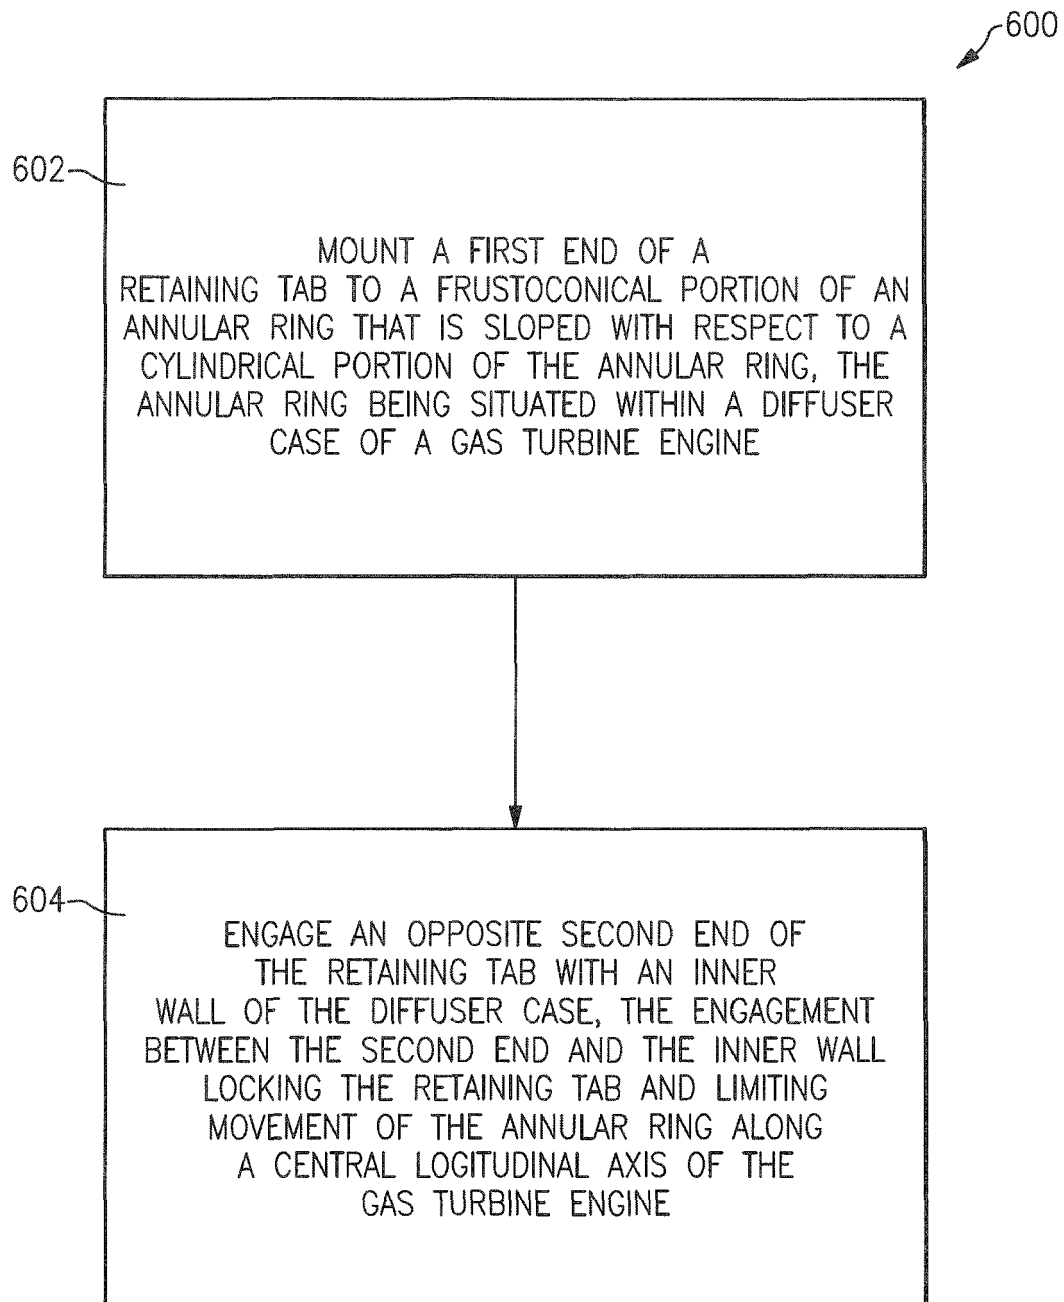 600
602
MOUNT A FIRST END OF A
RETAINING TAB TO A FRUSTOCONICAL PORTION OF AN
ANNULAR RING THAT IS SLOPED WITH RESPECT TO A
CYLINDRICAL PORTION OF THE ANNULAR RING, THE
ANNULAR RING BEING SITUATED WITHIN A DIFFUSER
CASE OF A GAS TURBINE ENGINE
604
ENGAGE AN OPPOSITE SECOND END OF
THE RETAINING TAB WITH AN INNER
WALL OF THE DIFFUSER CASE, THE ENGAGEMENT
BETWEEN THE SECOND END AND THE INNER WALL
LOCKING THE RETAINING TAB AND LIMITING
MOVEMENT OF THE ANNULAR RING ALONG
A CENTRAL LOGITUDINAL AXIS OF THE
GAS TURBINE ENGINE